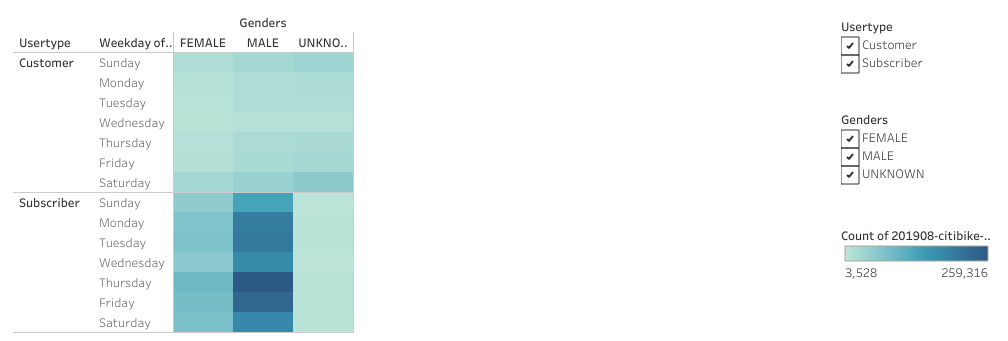 Genders
Usertype Weekday of.. FEMALE MALE UNKNO..
Customer Sunday
Monday
Tuesday
Wednesday
Thursday
Friday
Saturday
Subscriber Sunday
Monday
Tuesday
Wednesday
Thursday
Friday
Saturday
Usertype
Customer
Subscriber
Genders
FEMALE
MALE
UNKNOWN
Count of 201908-citibike-..
3,528 259,316